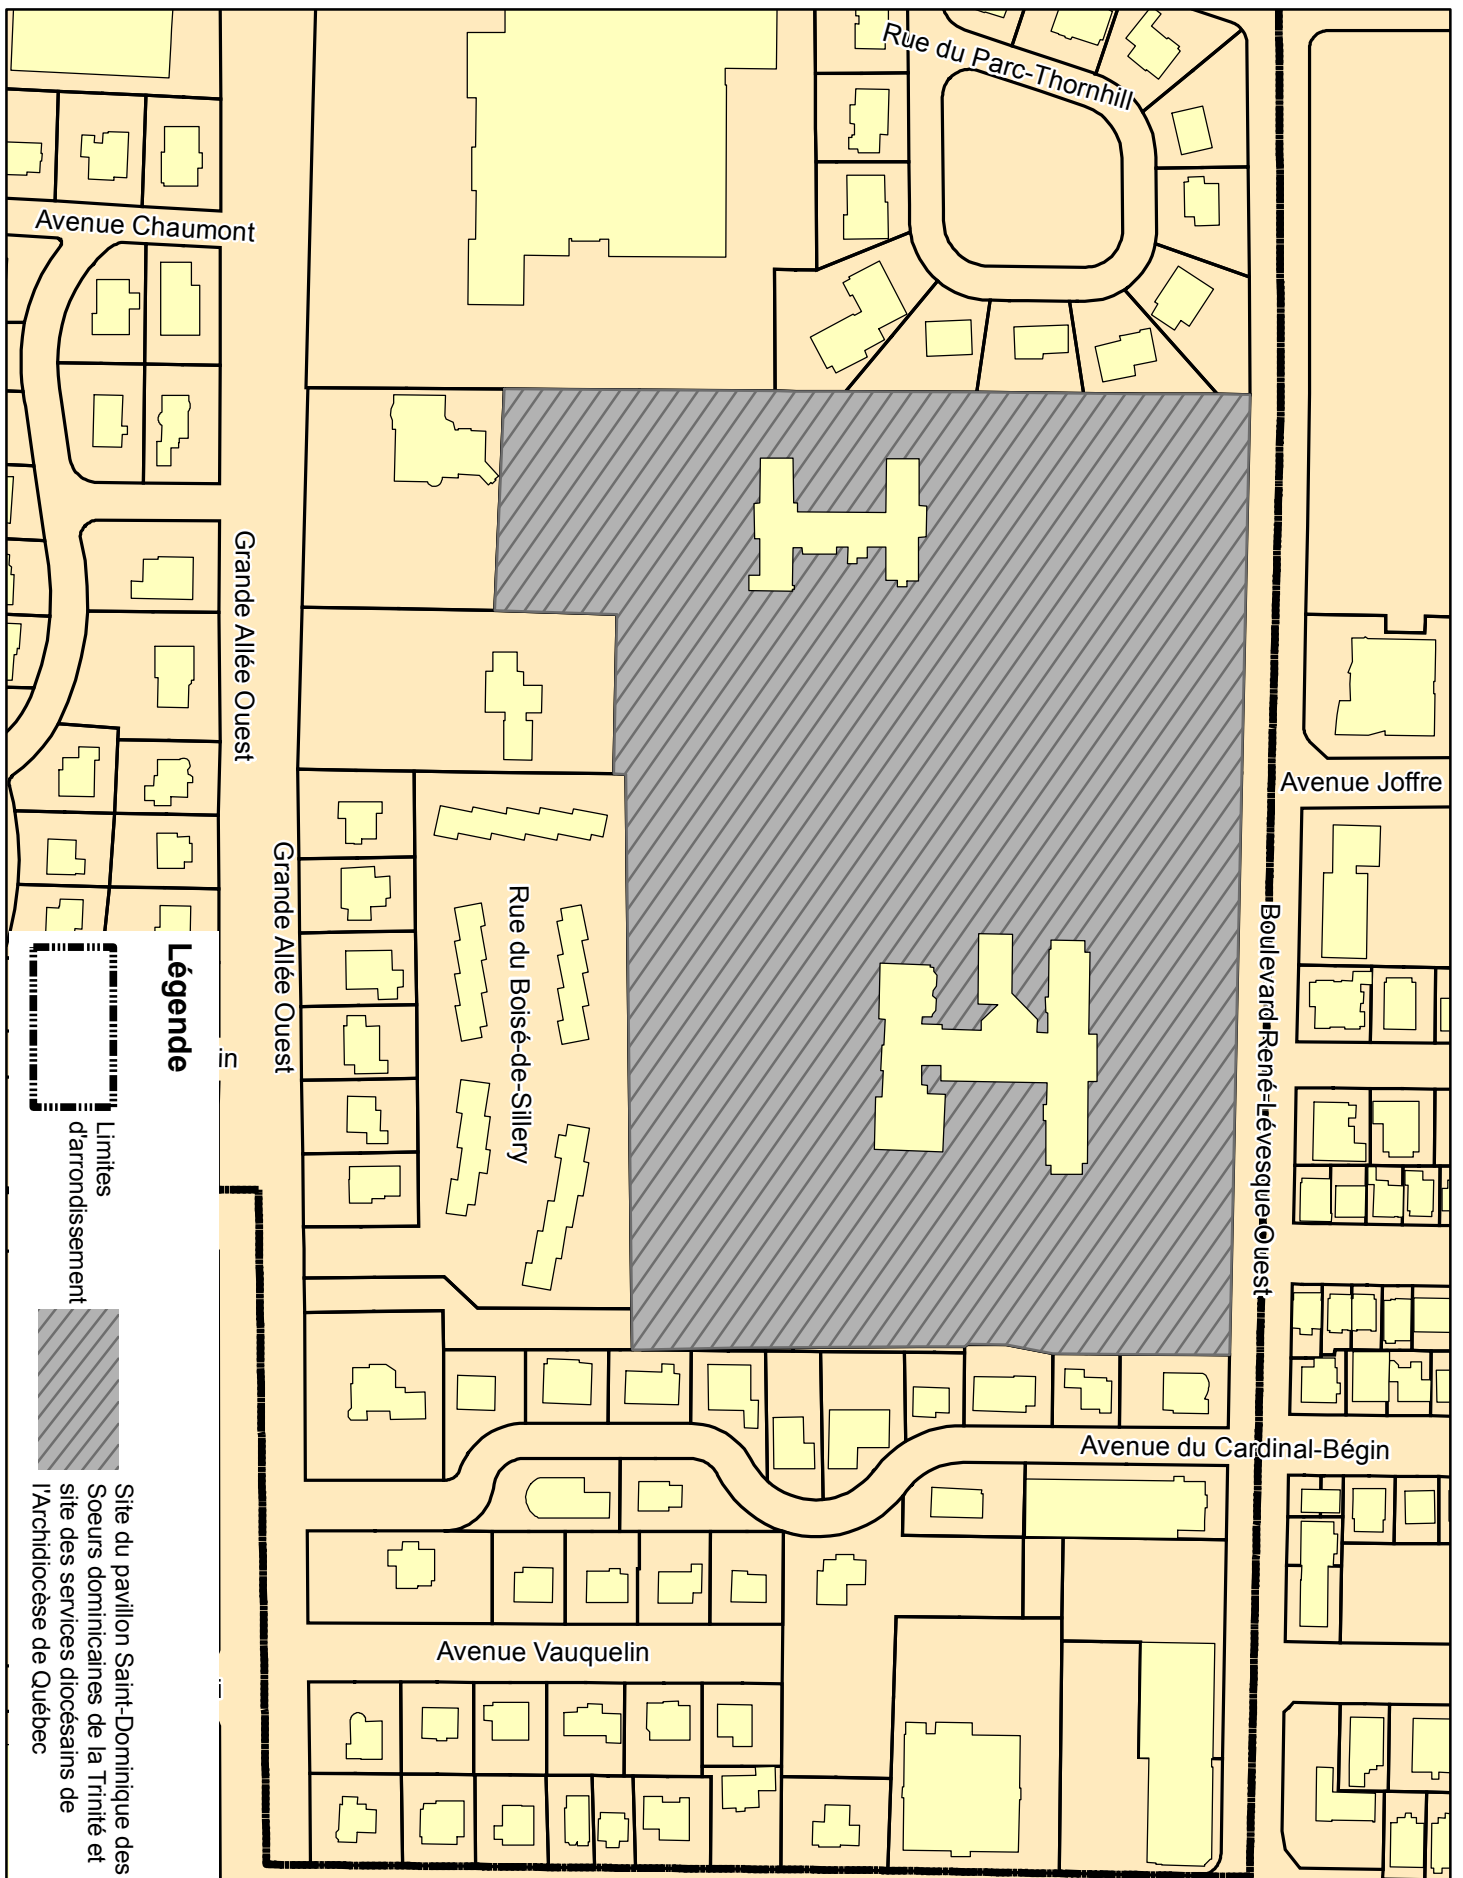 Rue du Parc-Thornhill
Avenue Chaumont
Grande Allée Ouest
Avenue Joffre
Grande Allée Ouest
Rue du Boisé-de-Sillery
Boulevard René-Lévesque Ouest
Avenue du Cardinal-Bégin
Avenue Vauquelin
in
Légende
Limites
d'arrondissement
Site du pavillon Saint-Dominique des
Soeurs dominicaines de la Trinité et
site des services diocésains de
l'Archidiocèse de Québec